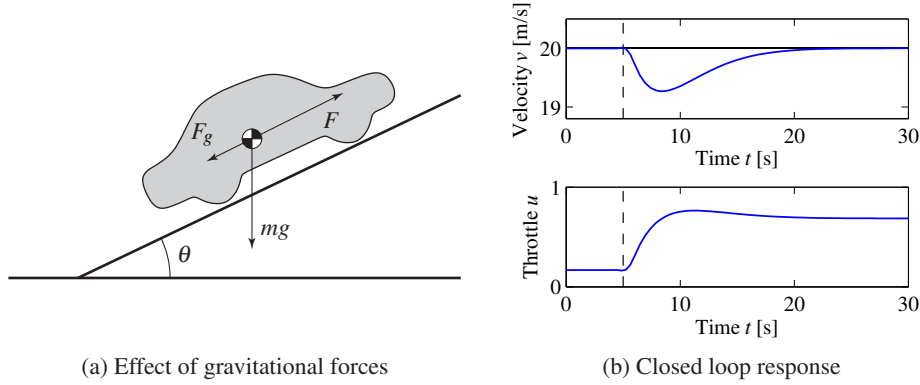 F
F_g
mg
θ
(a) Effect of gravitational forces
Velocity v [m/s]
20
19
0 10 20 30
Time t [s]
Throttle u
1
0
0 10 20 30
Time t [s]
(b) Closed loop response